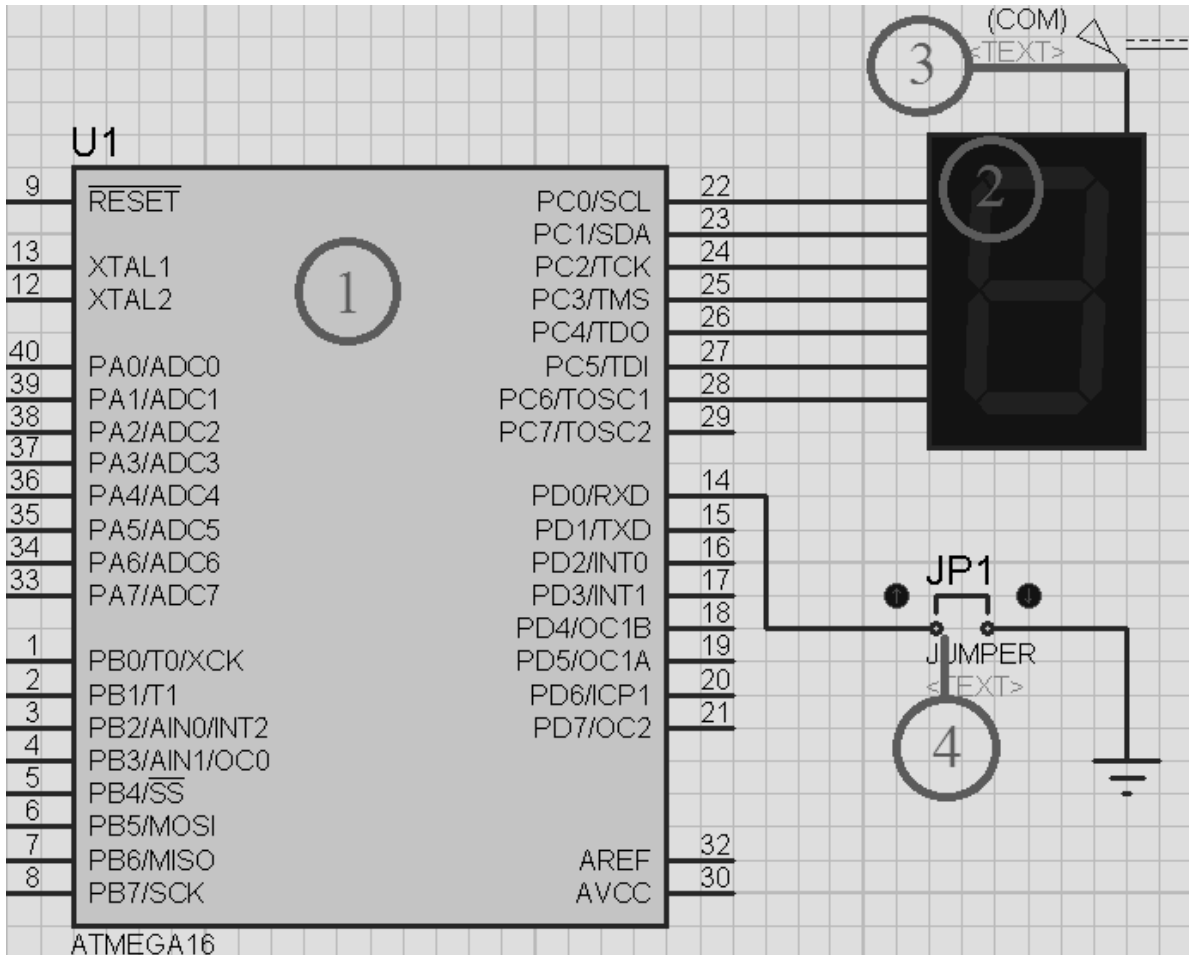 (COM)
<TEXT>
3
U1
2
1
9 RESET
13 XTAL1
12 XTAL2
40 PA0/ADC0
39 PA1/ADC1
38 PA2/ADC2
37 PA3/ADC3
36 PA4/ADC4
35 PA5/ADC5
34 PA6/ADC6
33 PA7/ADC7
1 PB0/T0/XCK
2 PB1/T1
3 PB2/AIN0/INT2
4 PB3/AIN1/OC0
5 PB4/SS
6 PB5/MOSI
7 PB6/MISO
8 PB7/SCK
PC0/SCL 22
PC1/SDA 23
PC2/TCK 24
PC3/TMS 25
PC4/TDO 26
PC5/TDI 27
PC6/TOSC1 28
PC7/TOSC2 29
PD0/RXD 14
PD1/TXD 15
PD2/INT0 16
PD3/INT1 17
PD4/OC1B 18
PD5/OC1A 19
PD6/ICP1 20
PD7/OC2 21
AREF 32
AVCC 30
ATMEGA16
JP1
JUMPER
<TEXT>
4